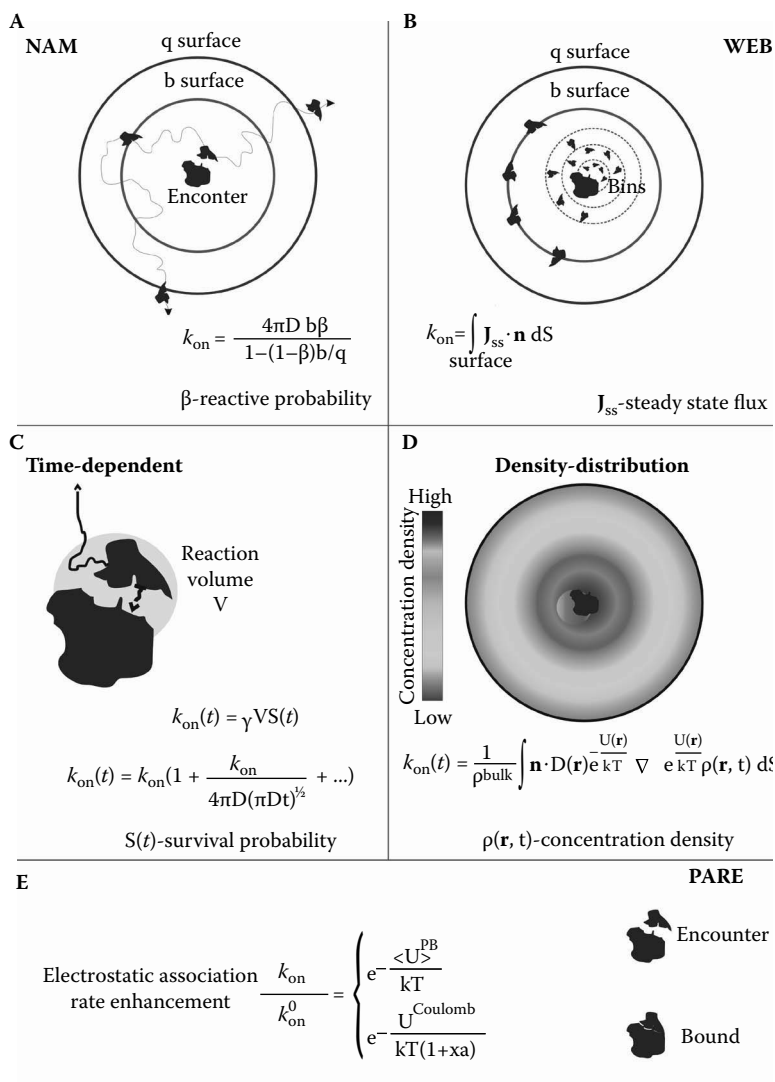 A
NAM
q surface
b surface
Enconter
k_on = 4πD bβ / 1–(1–β)b/q
β-reactive probability
B
WEB
q surface
b surface
Bins
k_on = ∫ J_ss · n dS
surface
J_ss-steady state flux
C
Time-dependent
Reaction
volume
V
k_on(t) = γVS(t)
k_on(t) = k_on(1 + k_on / 4πD(πDt)^½ + ...)
S(t)-survival probability
D
Density-distribution
High
Concentration density
Low
k_on(t) = 1/ρ^bulk ∫ n·D(r)e^–U(r)/kT ∇ e^U(r)/kT ρ(r, t) dS
ρ(r, t)-concentration density
E
PARE
Electrostatic association
rate enhancement
k_on / k_on^0 = {
e– <U>^PB / kT
e– U^Coulomb / kT(1+xa)
Encounter
Bound